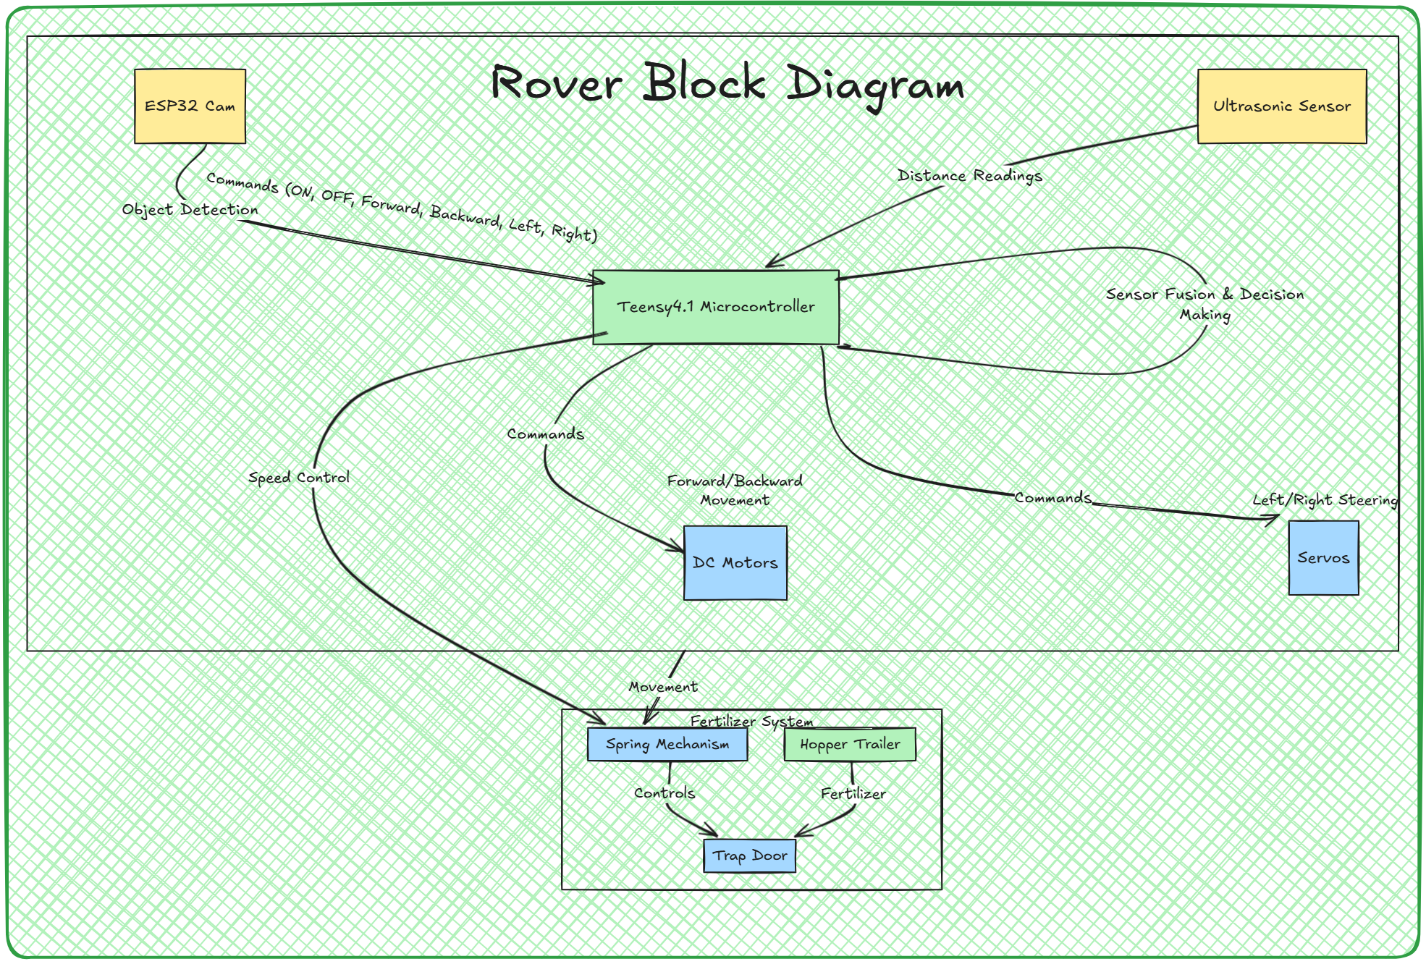 Rover Block Diagram
ESP32 Cam
Ultrasonic Sensor
Commands (ON, OFF, Forward, Backward, Left, Right)
Object Detection
Distance Readings
Teensy4.1 Microcontroller
Sensor Fusion & Decision
Making
Commands
Speed Control
Forward/Backward
Movement
Commands
Left/Right Steering
DC Motors
Servos
Movement
Fertilizer System
Spring Mechanism
Hopper Trailer
Controls
Fertilizer
Trap Door